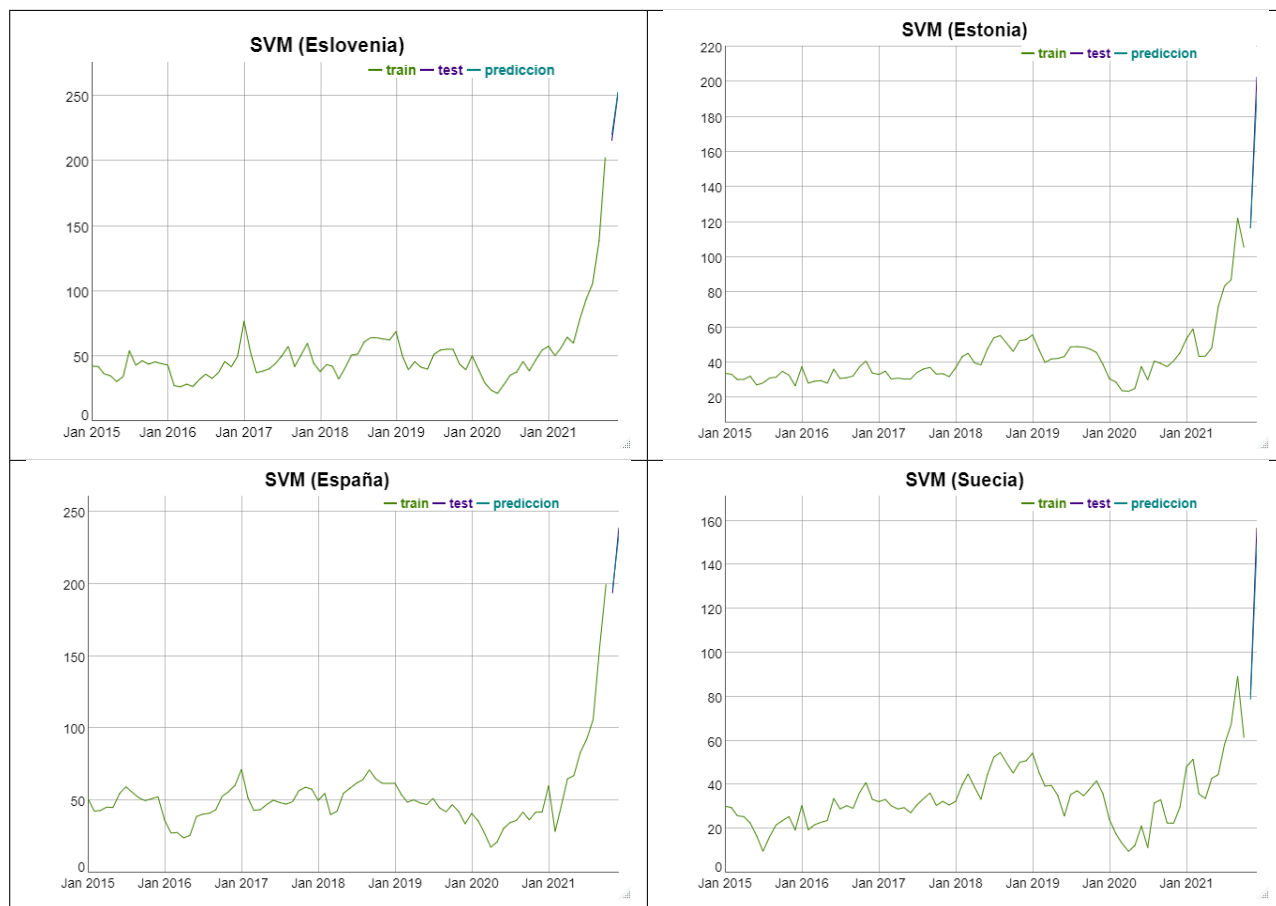 SVM (Eslovenia)
train test prediccion
250
200
150
100
50
0
Jan 2015 Jan 2016 Jan 2017 Jan 2018 Jan 2019 Jan 2020 Jan 2021
SVM (Estonia)
train test prediccion
220
200
180
160
140
120
100
80
60
40
20
Jan 2015 Jan 2016 Jan 2017 Jan 2018 Jan 2019 Jan 2020 Jan 2021
SVM (España)
train test prediccion
250
200
150
100
50
0
Jan 2015 Jan 2016 Jan 2017 Jan 2018 Jan 2019 Jan 2020 Jan 2021
SVM (Suecia)
train test prediccion
160
140
120
100
80
60
40
20
0
Jan 2015 Jan 2016 Jan 2017 Jan 2018 Jan 2019 Jan 2020 Jan 2021